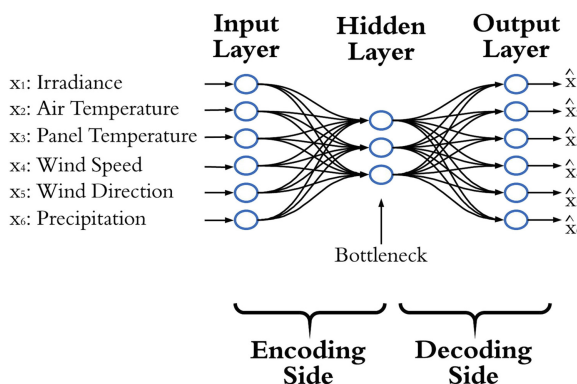 Input
Layer
Hidden
Layer
Output
Layer
x₁: Irradiance
x₂: Air Temperature
x₃: Panel Temperature
x₄: Wind Speed
x₅: Wind Direction
x₆: Precipitation
x̂
x̂
x̂
x̂
x̂
x̂
Bottleneck
Encoding
Side
Decoding
Side